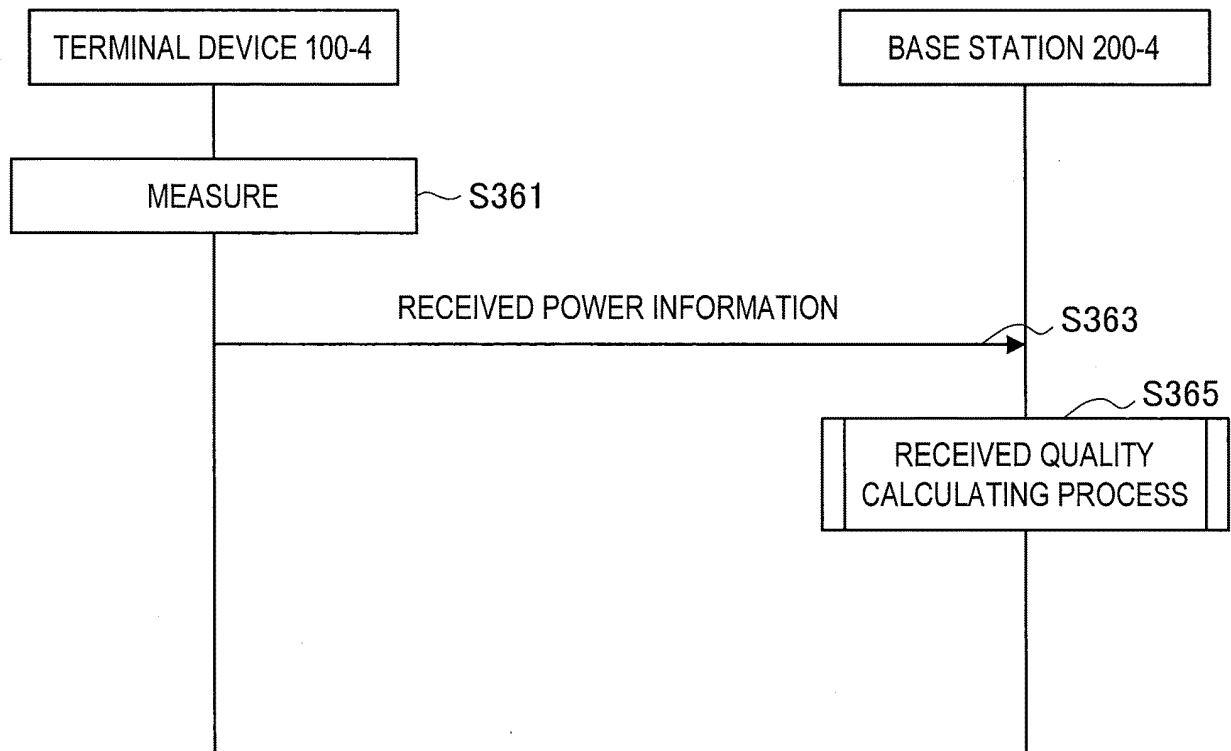 TERMINAL DEVICE 100-4
BASE STATION 200-4
MEASURE
S361
RECEIVED POWER INFORMATION
S363
S365
RECEIVED QUALITY
CALCULATING PROCESS